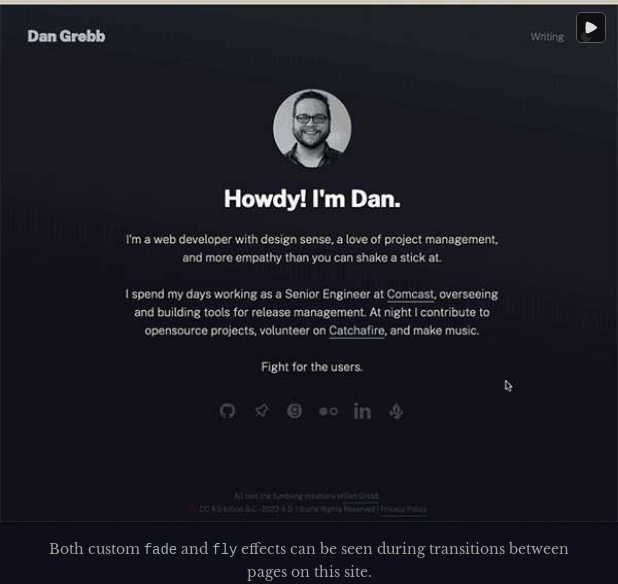 Dan Grebb
Writing
Howdy! I'm Dan.
I'm a web developer with design sense, a love of project management,
and more empathy than you can shake a stick at.
I spend my days working as a Senior Engineer at Comcast, overseeing
and building tools for release management. At night I contribute to
opensource projects, volunteer on Catchafire, and make music.
Fight for the users.
in
All text the fumbling creations of Dan Grebb
CC 4.5 billion B.C.-2023 A.D. | Some Rights Reserved | Privacy Policy
Both custom fade and fly effects can be seen during transitions between
pages on this site.